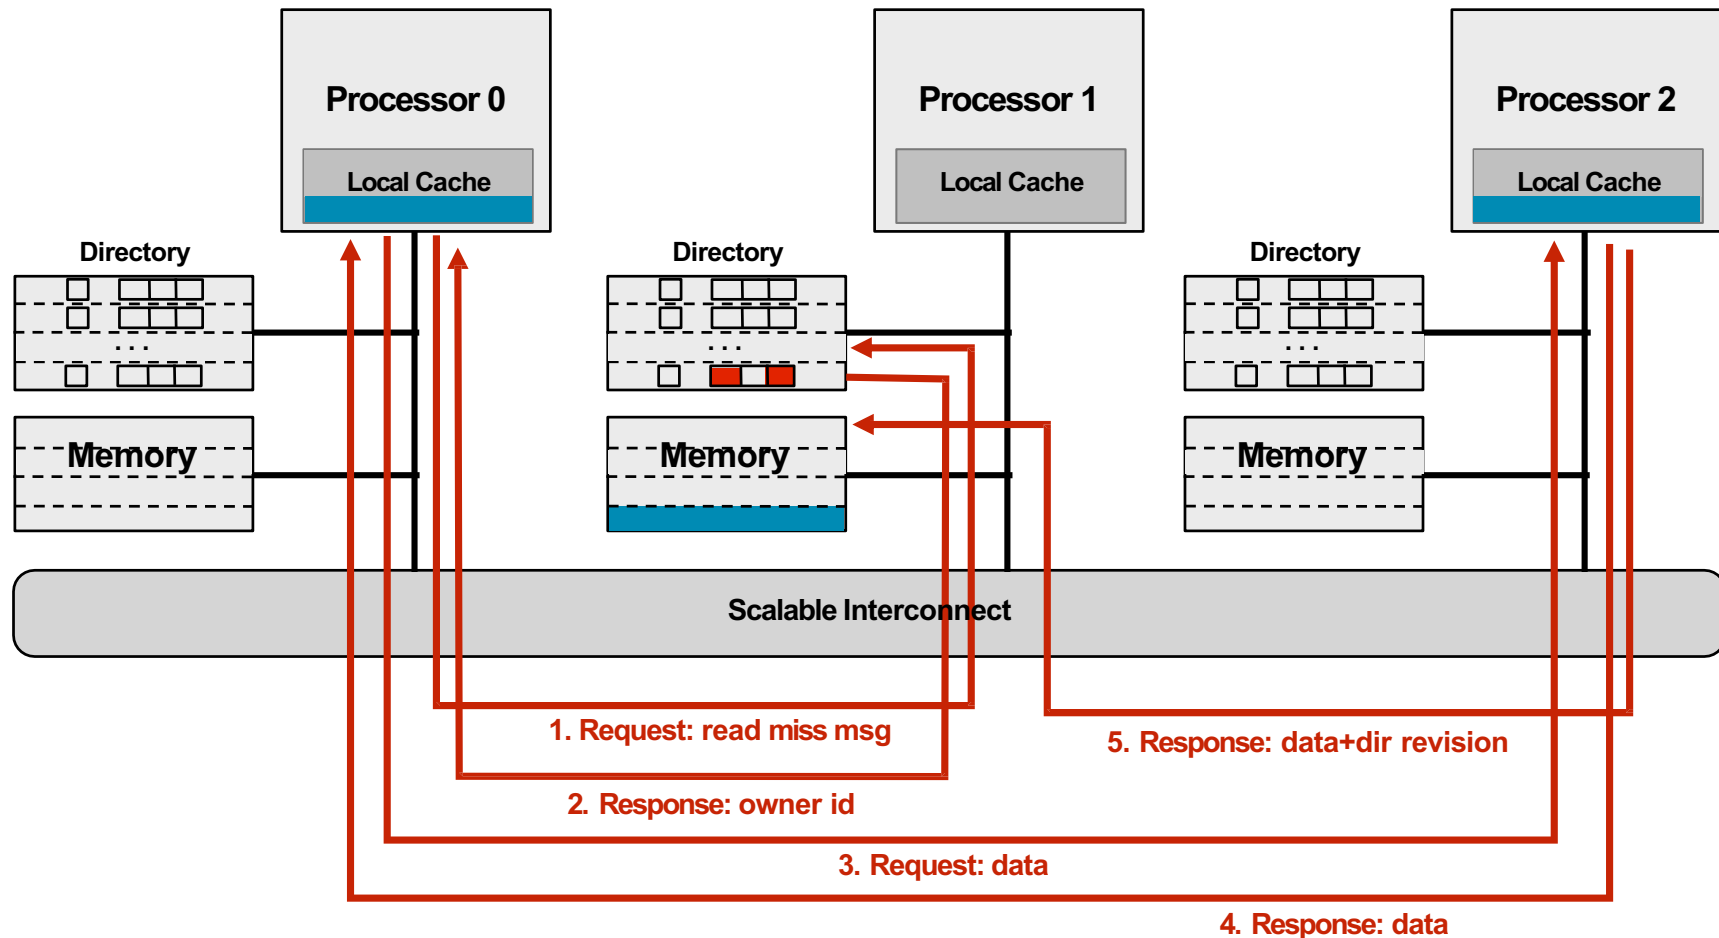 Processor 0
Processor 1
Processor 2
Local Cache
Local Cache
Local Cache
Directory
Directory
Directory
. . .
. . .
. . .
Memory
Memory
Memory
Scalable Interconnect
1. Request: read miss msg
5. Response: data+dir revision
2. Response: owner id
3. Request: data
4. Response: data